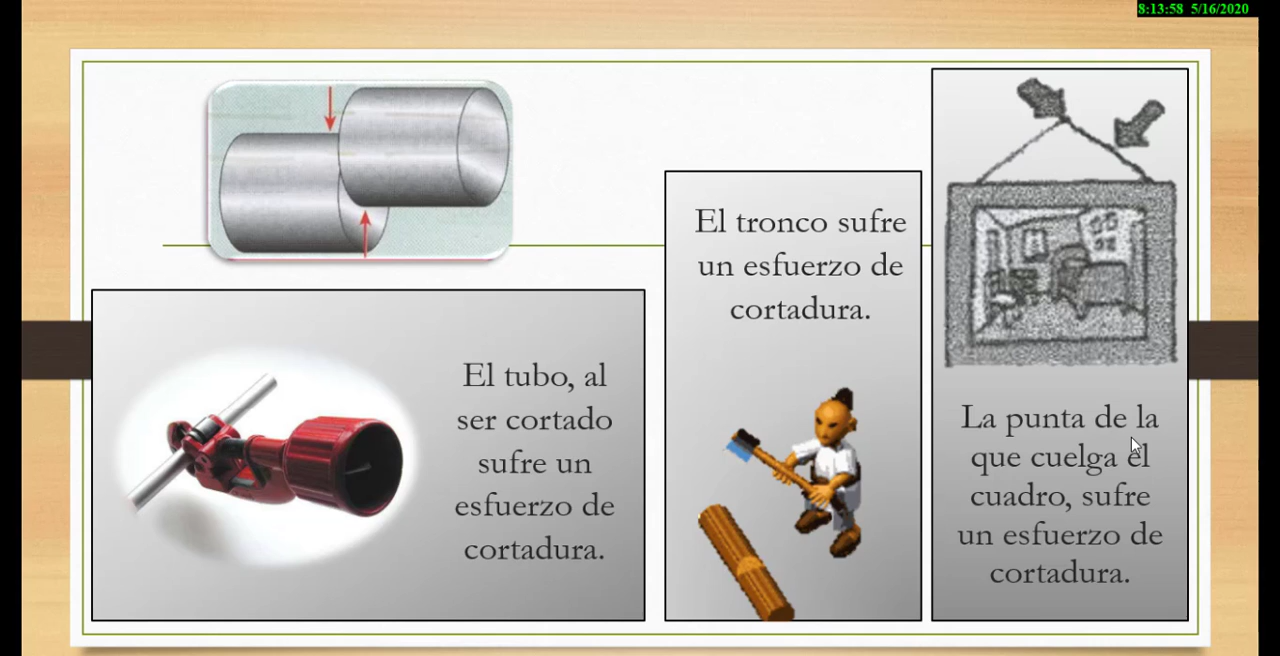 8:13:58 5/16/2020
El tubo, al
ser cortado
sufre un
esfuerzo de
cortadura.
El tronco sufre
un esfuerzo de
cortadura.
La punta de la
que cuelga el
cuadro, sufre
un esfuerzo de
cortadura.